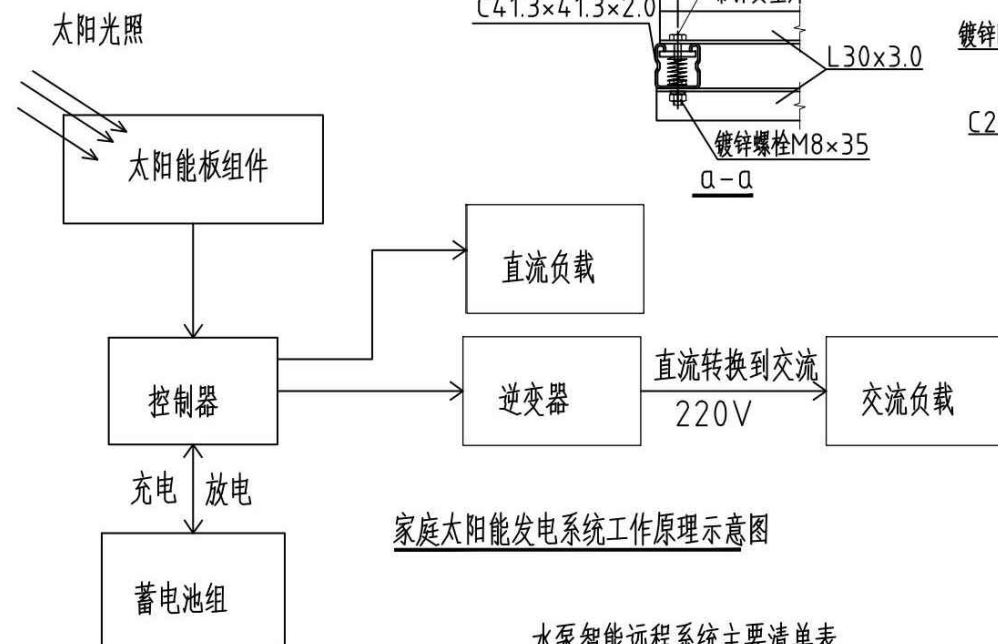 太阳光照
C41.3×41.3×2.0
L30x3.0
镀锌螺栓M8×35
a-a
太阳能板组件
直流负载
控制器
逆变器
直流转换到交流
220V
交流负载
充电
放电
家庭太阳能发电系统工作原理示意图
蓄电池组
水泵智能远程系统主要清单表
镀锌
C2